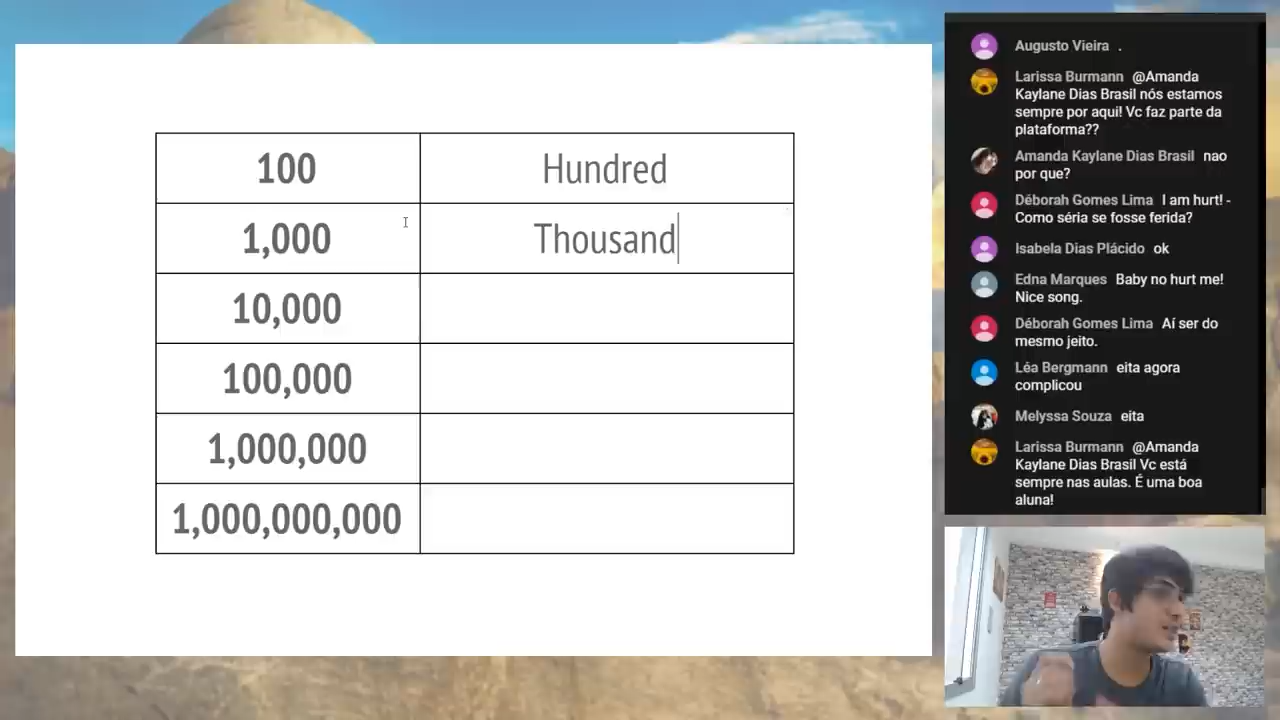 100 Hundred
1,000 Thousand
10,000
100,000
1,000,000
1,000,000,000
Augusto Vieira .
Larissa Burmann @Amanda
Kaylane Dias Brasil nós estamos
sempre por aqui! Vc faz parte da
plataforma??
Amanda Kaylane Dias Brasil nao
por que?
Déborah Gomes Lima I am hurt! -
Como séria se fosse ferida?
Isabela Dias Plácido ok
Edna Marques Baby no hurt me!
Nice song.
Déborah Gomes Lima Aí ser do
mesmo jeito.
Léa Bergmann eita agora
complicou
Melyssa Souza eita
Larissa Burmann @Amanda
Kaylane Dias Brasil Vc está
sempre nas aulas. É uma boa
aluna!